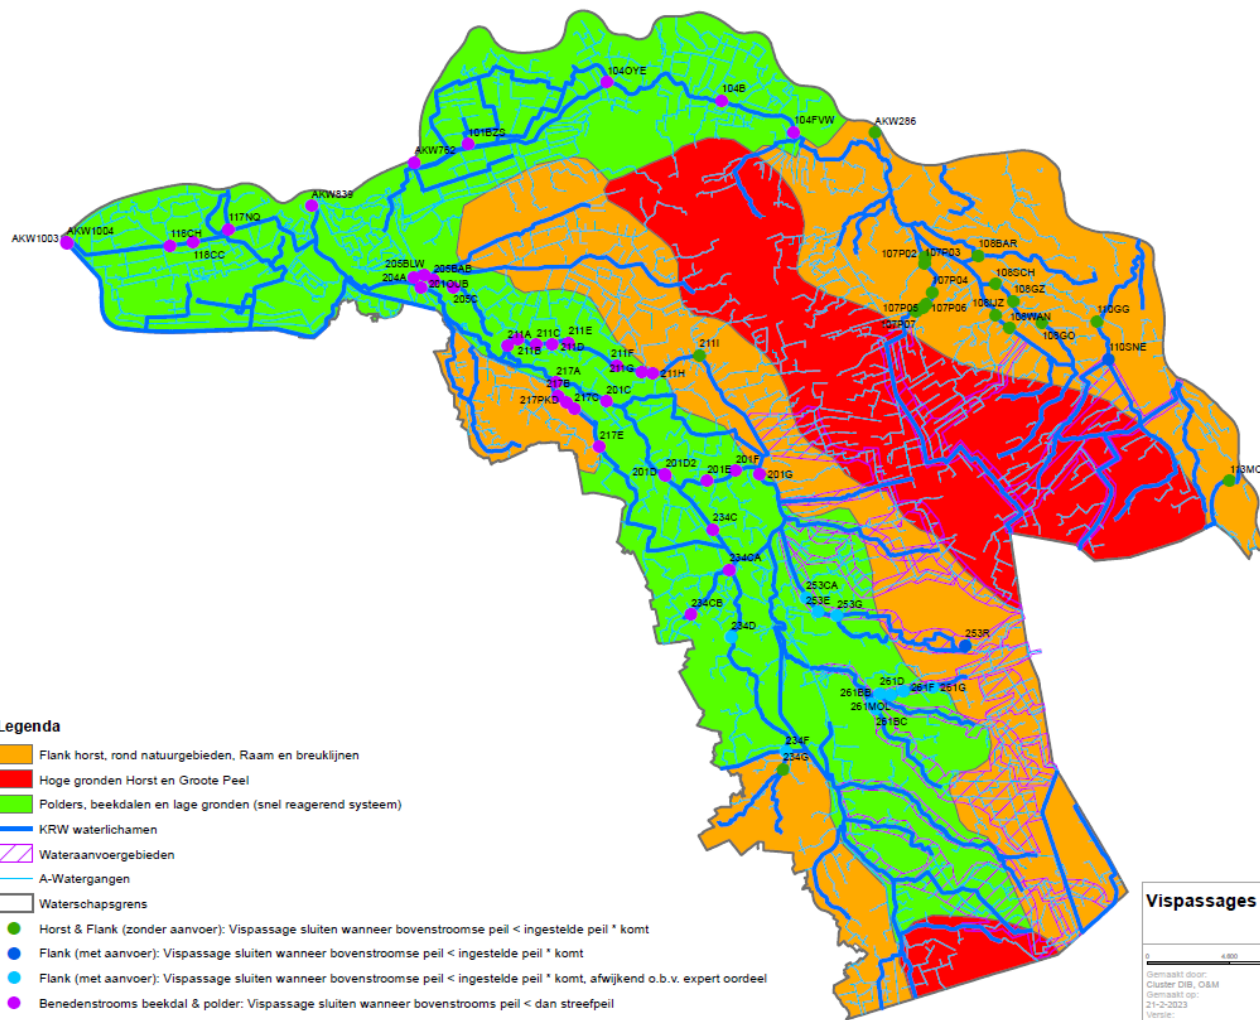 104OYE
104B
104FVW
AKW286
101BZS
AKW762
AKW839
117NQ
AKW1004
AKW1003
118CH
118CC
205BLW
205BAB
204A
201OUB
205C
107P02
107P03
108BAR
107P04
108SCH
108GZ
107P05
107P06
108IJZ
108WAN
107P07
108GO
110GG
110SNE
211A
211C
211E
211B
211D
211F
211G
211H
211I
217A
217B
217PKD
217C
201C
217E
201D
201D2
201E
201F
201G
234C
234CA
234CB
234D
253CA
253E
253G
253R
261D
261BB
261F
261G
261MOL
261BC
234F
234G
Legenda
Flank horst, rond natuurgebieden, Raam en breuklijnen
Hoge gronden Horst en Groote Peel
Polders, beekdalen en lage gronden (snel reagerend systeem)
KRW waterlichamen
Wateraanvoergebieden
A-Watergangen
Waterschapsgrens
Horst & Flank (zonder aanvoer): Vispassage sluiten wanneer bovenstroomse peil < ingestelde peil * komt
Flank (met aanvoer): Vispassage sluiten wanneer bovenstroomse peil < ingestelde peil * komt
Flank (met aanvoer): Vispassage sluiten wanneer bovenstroomse peil < ingestelde peil * komt, afwijkend o.b.v. expert oordeel
Benedenstrooms beekdal & polder: Vispassage sluiten wanneer bovenstrooms peil < dan streefpeil
Vispassages
0 4.800
Gemaakt door:
Cluster DIB, O&M
Gemaakt op:
21-2-2023
Versie: